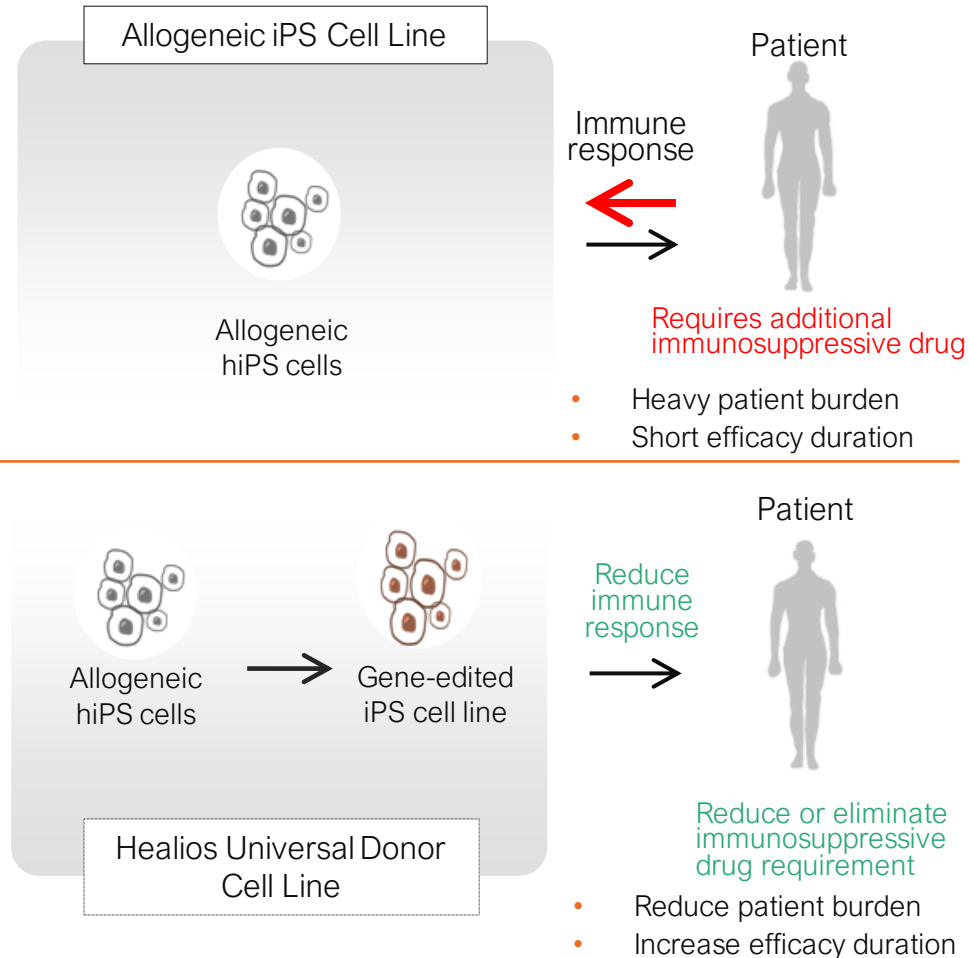 Allogeneic iPS Cell Line
Patient
Immune
response
Allogeneic
hiPS cells
Requires additional
immunosuppressive drug
• Heavy patient burden
• Short efficacy duration
Patient
Reduce
immune
response
Allogeneic
hiPS cells
Gene-edited
iPS cell line
Healios Universal Donor
Cell Line
Reduce or eliminate
immunosuppressive
drug requirement
• Reduce patient burden
• Increase efficacy duration